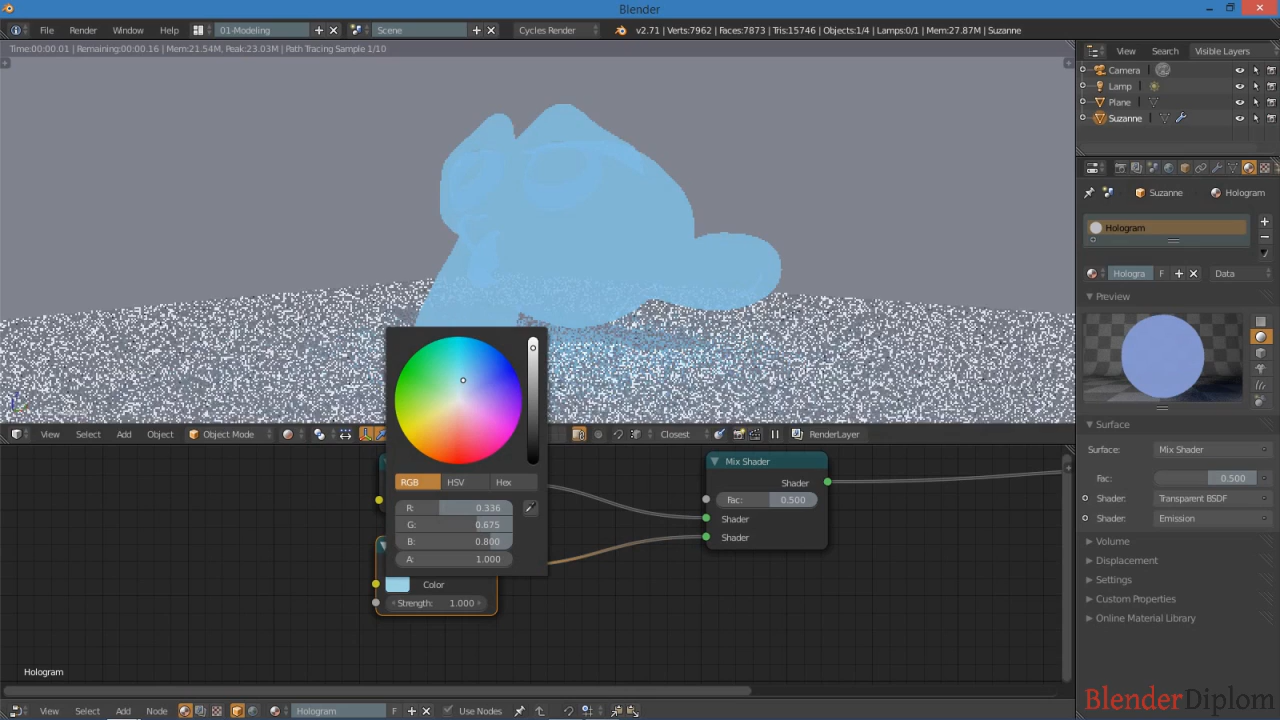 Blender
File Render Window Help 01-Modeling Scene Cycles Render v2.71 | Verts:7962 | Faces:7873 | Tris:15746 | Objects:1/4 | Lamps:0/1 | Mem:27.87M | Suzanne
Time:00:00.01 | Remaining:00:00.16 | Mem:21.54M, Peak:23.03M | Path Tracing Sample 1/10
View Search Visible Layers
Camera
Lamp
Plane
Suzanne
Suzanne Hologram
Hologram
Hologra F Data
Preview
Surface
Surface: Mix Shader
Fac: 0.500
Shader: Transparent BSDF
Shader: Emission
Volume
Displacement
Settings
Custom Properties
Online Material Library
View Select Add Object Object Mode Closest RenderLayer
RGB HSV Hex
R: 0.336
G: 0.675
B: 0.800
A: 1.000
Color
Strength: 1.000
Mix Shader
Shader
Fac: 0.500
Shader
Shader
Hologram
View Select Add Node Hologram F Use Nodes
BlenderDiplom